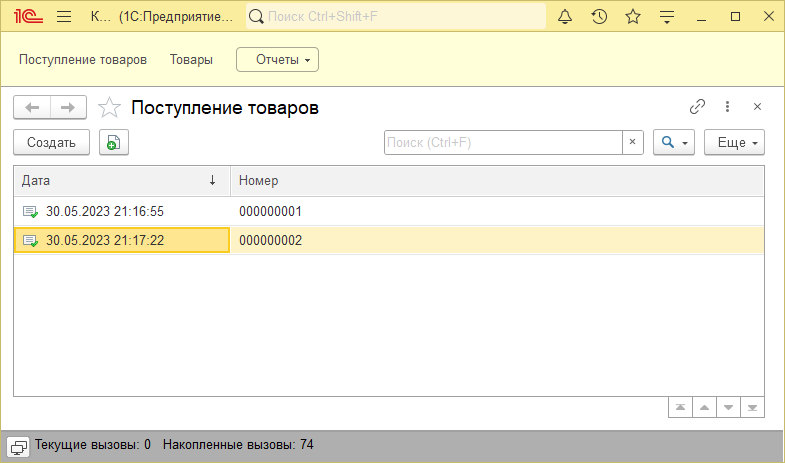 1С К... (1С:Предприятие... Поиск Ctrl+Shift+F
Поступление товаров Товары Отчеты
Поступление товаров
Создать Поиск (Ctrl+F) × Еще
Дата ↓ Номер
30.05.2023 21:16:55 000000001
30.05.2023 21:17:22 000000002
Текущие вызовы: 0 Накопленные вызовы: 74